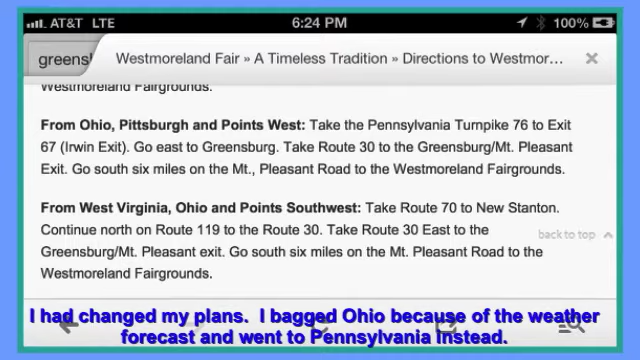 AT&T LTE 6:24 PM 100%
greensb Westmoreland Fair » A Timeless Tradition » Directions to Westmor...
Westmoreland Fairgrounds.
From Ohio, Pittsburgh and Points West: Take the Pennsylvania Turnpike 76 to Exit
67 (Irwin Exit). Go east to Greensburg. Take Route 30 to the Greensburg/Mt. Pleasant
Exit. Go south six miles on the Mt., Pleasant Road to the Westmoreland Fairgrounds.
From West Virginia, Ohio and Points Southwest: Take Route 70 to New Stanton.
Continue north on Route 119 to the Route 30. Take Route 30 East to the
back to top
Greensburg/Mt. Pleasant exit. Go south six miles on the Mt. Pleasant Road to the
Westmoreland Fairgrounds.
I had changed my plans. I bagged Ohio because of the weather
forecast and went to Pennsylvania instead.